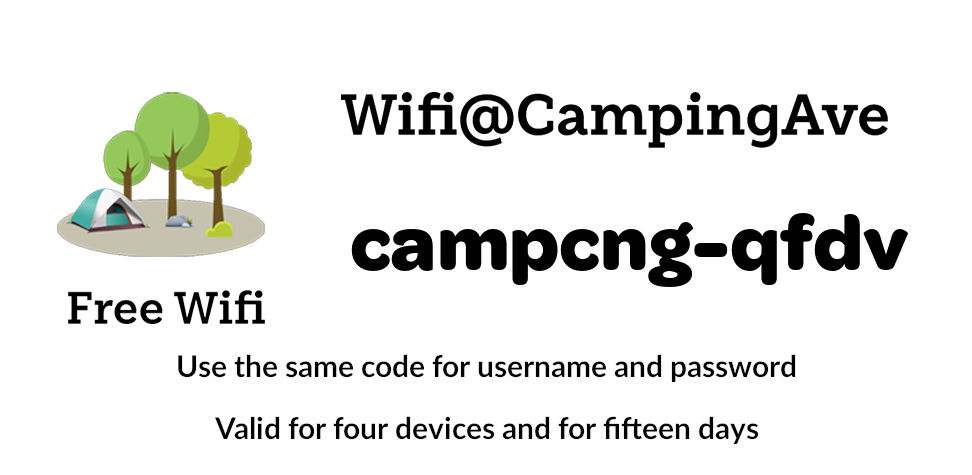 Wifi@CampingAve
campcng-qfdv
Free Wifi
Use the same code for username and password
Valid for four devices and for fifteen days